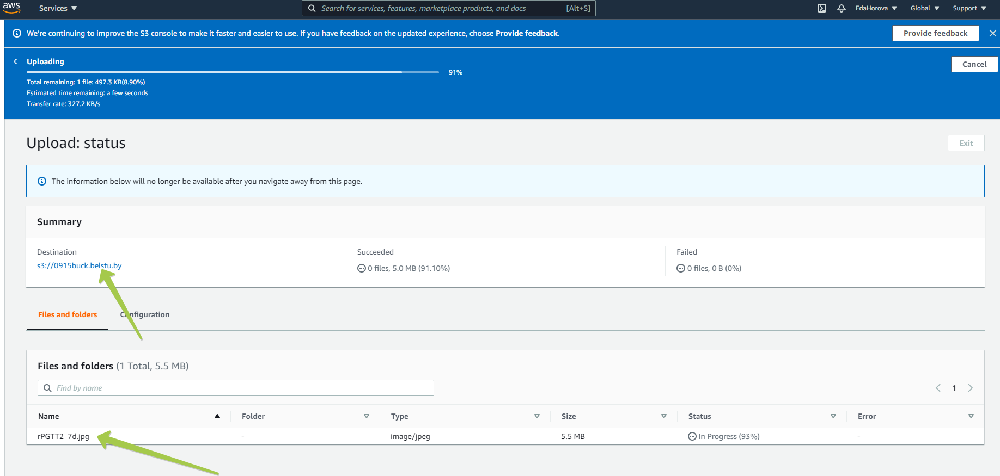 aws
Services
Search for services, features, marketplace products, and docs [Alt+S]
EdaHorova
Global
Support
We're continuing to improve the S3 console to make it faster and easier to use. If you have feedback on the updated experience, choose Provide feedback.
Provide feedback
Uploading
91%
Cancel
Total remaining: 1 file: 497.3 KB(8.90%)
Estimated time remaining: a few seconds
Transfer rate: 327.2 KB/s
Upload: status
Exit
The information below will no longer be available after you navigate away from this page.
Summary
Destination
s3://0915buck.belstu.by
Succeeded
0 files, 5.0 MB (91.10%)
Failed
0 files, 0 B (0%)
Files and folders
Configuration
Files and folders (1 Total, 5.5 MB)
Find by name
1
Name Folder Type Size Status Error
rPGTT2_7d.jpg - image/jpeg 5.5 MB In Progress (93%) -